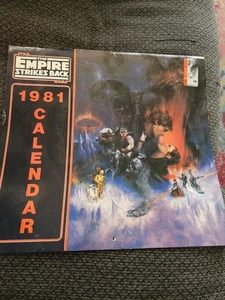 STAR
THE
EMPIRE
STRIKES BACK
WARS
1981
CALENDAR